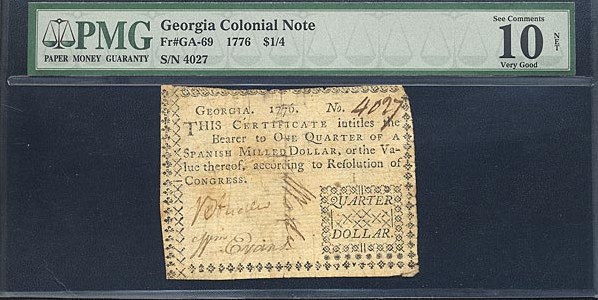 PMG
PAPER MONEY GUARANTY
Georgia Colonial Note
Fr#GA-69 1776 $1/4
S/N 4027
See Comments
10 NET
Very Good
GEORGIA. 1776. No. 4027
THIS CERTIFICATE intitles the
Bearer to ONE QUARTER OF A
SPANISH MILLED DOLLAR, or the Va-
lue thereof, according to Resolution of
CONGRESS.
QUARTER
DOLLAR.
Wm Evans